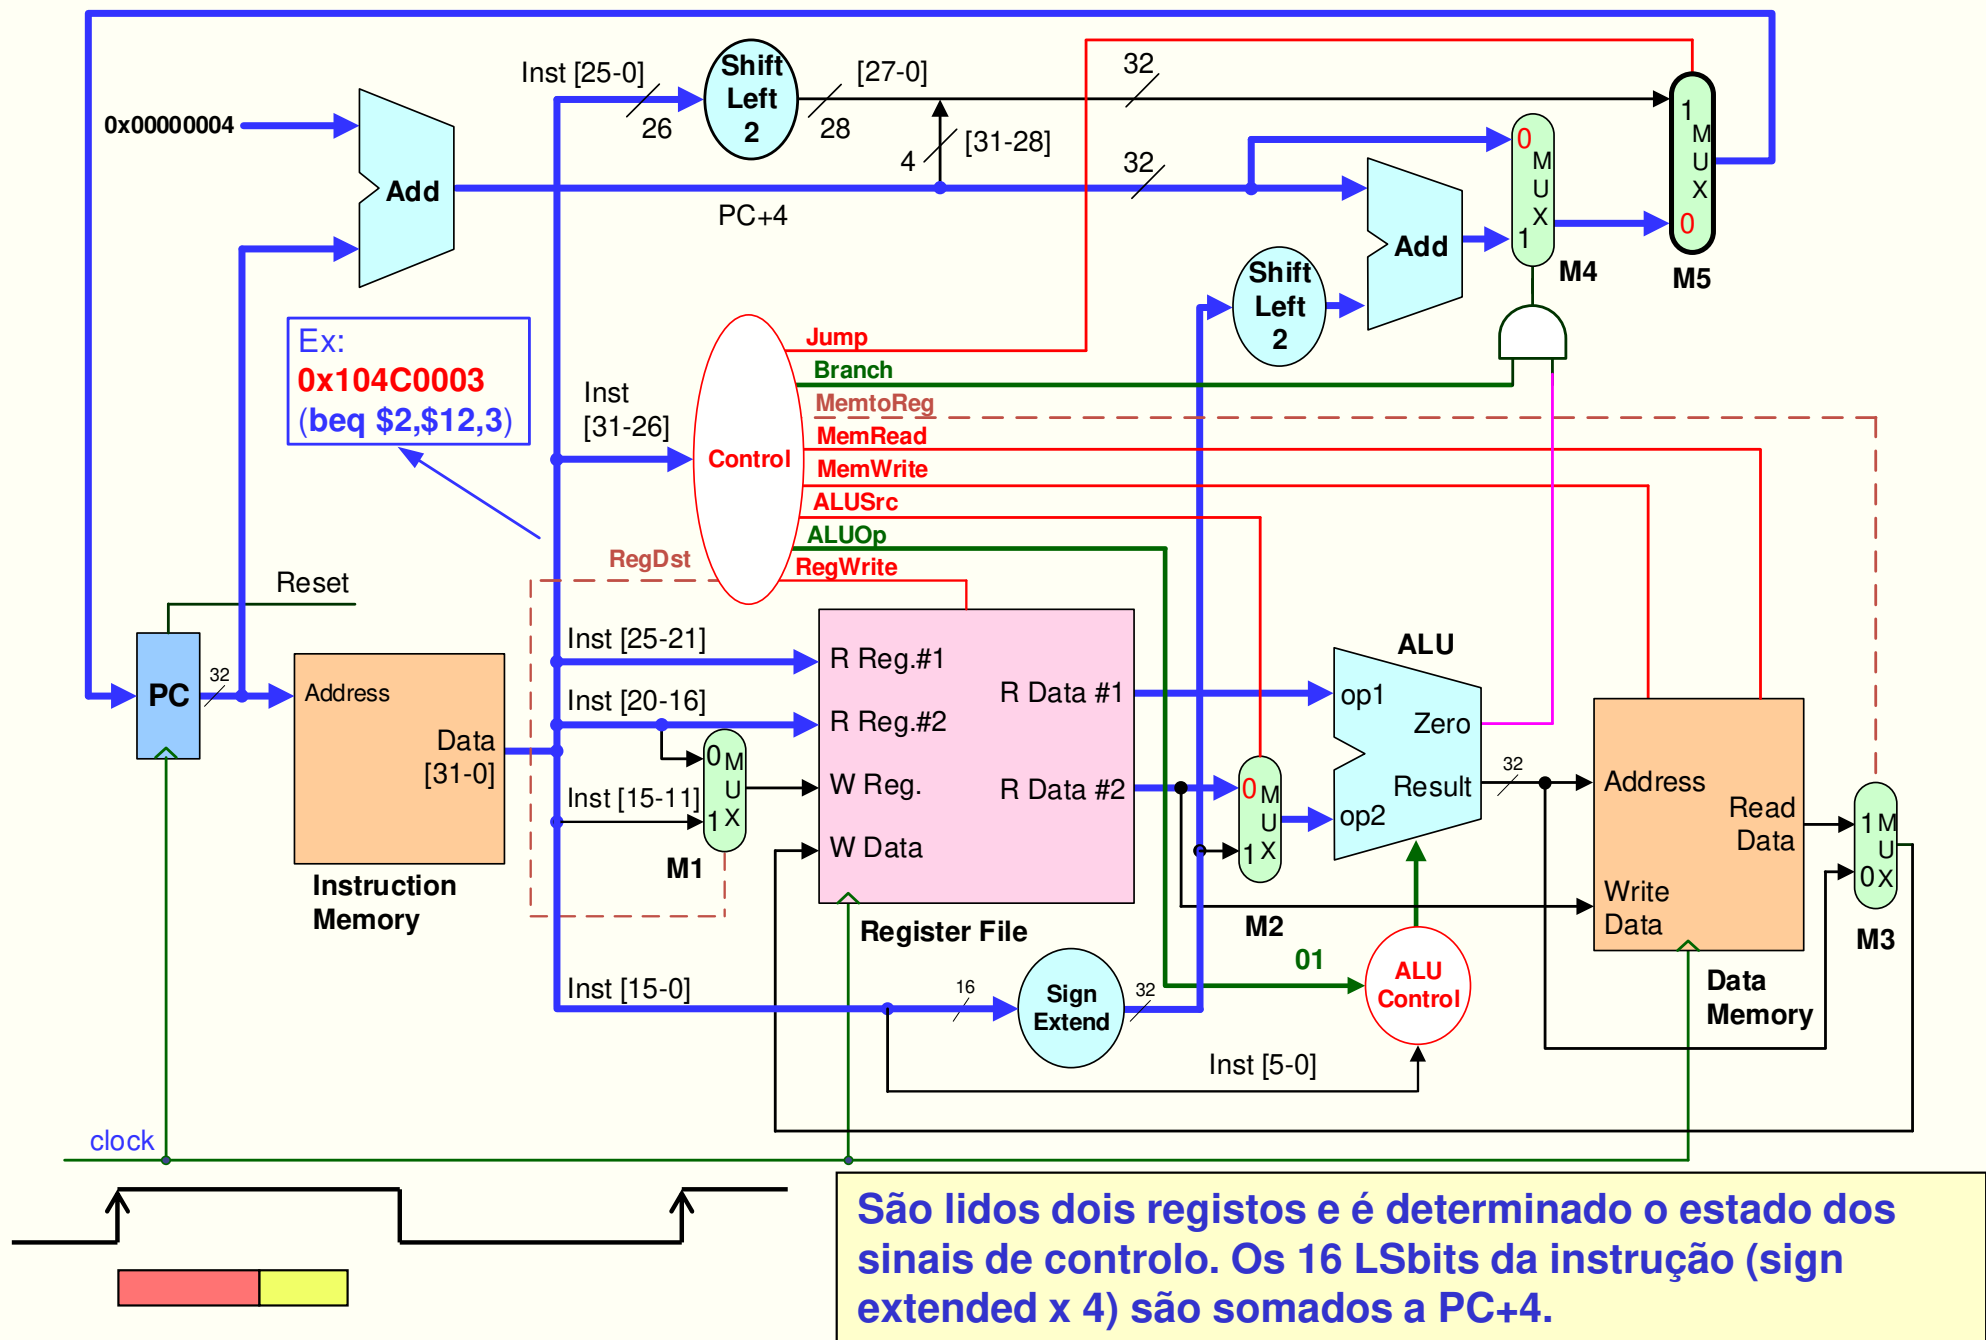 Inst [25-0]
26
Shift
Left
2
28
[27-0]
4
[31-28]
32
0x00000004
Add
PC+4
32
Shift
Left
2
Add
0
M
U
X
1
M4
1
M
U
X
0
M5
Ex:
0x104C0003
(beq $2,$12,3)
Inst
[31-26]
Control
Jump
Branch
MemtoReg
MemRead
MemWrite
ALUSrc
ALUOp
RegWrite
RegDst
Reset
PC
32
Address
Data
[31-0]
Instruction
Memory
Inst [25-21]
Inst [20-16]
Inst [15-11]
0
M
U
1 X
M1
R Reg.#1
R Reg.#2
W Reg.
W Data
R Data #1
R Data #2
Register File
0
M
U
1 X
M2
ALU
op1
Zero
Result
op2
32
Address
Read
Data
Write
Data
Data
Memory
1 M
U
0 X
M3
Inst [15-0]
16
Sign
Extend
32
01
ALU
Control
Inst [5-0]
clock
São lidos dois registos e é determinado o estado dos
sinais de controlo. Os 16 LSbits da instrução (sign
extended x 4) são somados a PC+4.